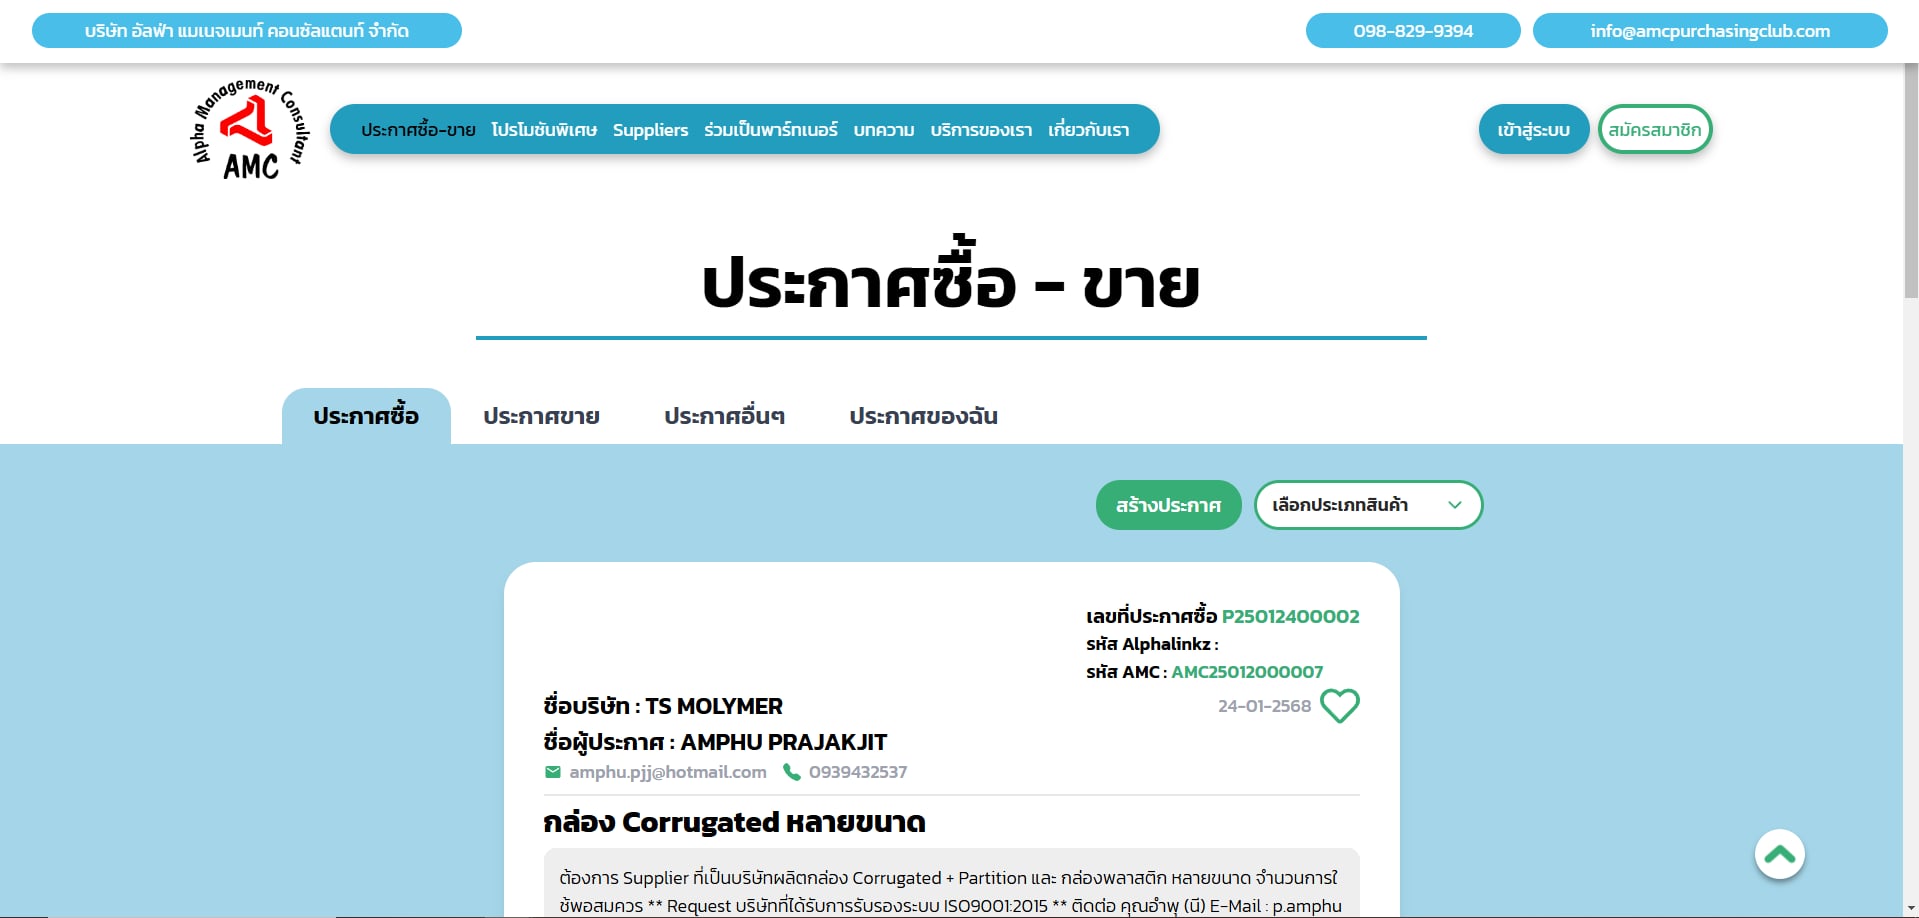 บริษัท อัลฟ่า แมเนจเมนท์ คอนซัลแตนท์ จำกัด
098-829-9394
info@amcpurchasingclub.com
Alpha Management Consultant
AMC
ประกาศซื้อ-ขาย
โปรโมชันพิเศษ
Suppliers
ร่วมเป็นพาร์ทเนอร์
บทความ
บริการของเรา
เกี่ยวกับเรา
เข้าสู่ระบบ
สมัครสมาชิก
ประกาศซื้อ - ขาย
ประกาศซื้อ
ประกาศขาย
ประกาศอื่นๆ
ประกาศของฉัน
สร้างประกาศ
เลือกประเภทสินค้า
เลขที่ประกาศซื้อ P25012400002
รหัส Alphalinkz :
รหัส AMC : AMC25012000007
ชื่อบริษัท : TS MOLYMER
24-01-2568
ชื่อผู้ประกาศ : AMPHU PRAJAKJIT
amphu.pjj@hotmail.com
0939432537
กล่อง Corrugated หลายขนาด
ต้องการ Supplier ที่เป็นบริษัทผลิตกล่อง Corrugated + Partition และ กล่องพลาสติก หลายขนาด จำนวนการใ
ช้พอสมควร ** Request บริษัทที่ได้รับการรับรองระบบ ISO9001:2015 ** ติดต่อ คุณอำพุ (นี) E-Mail : p.amphu